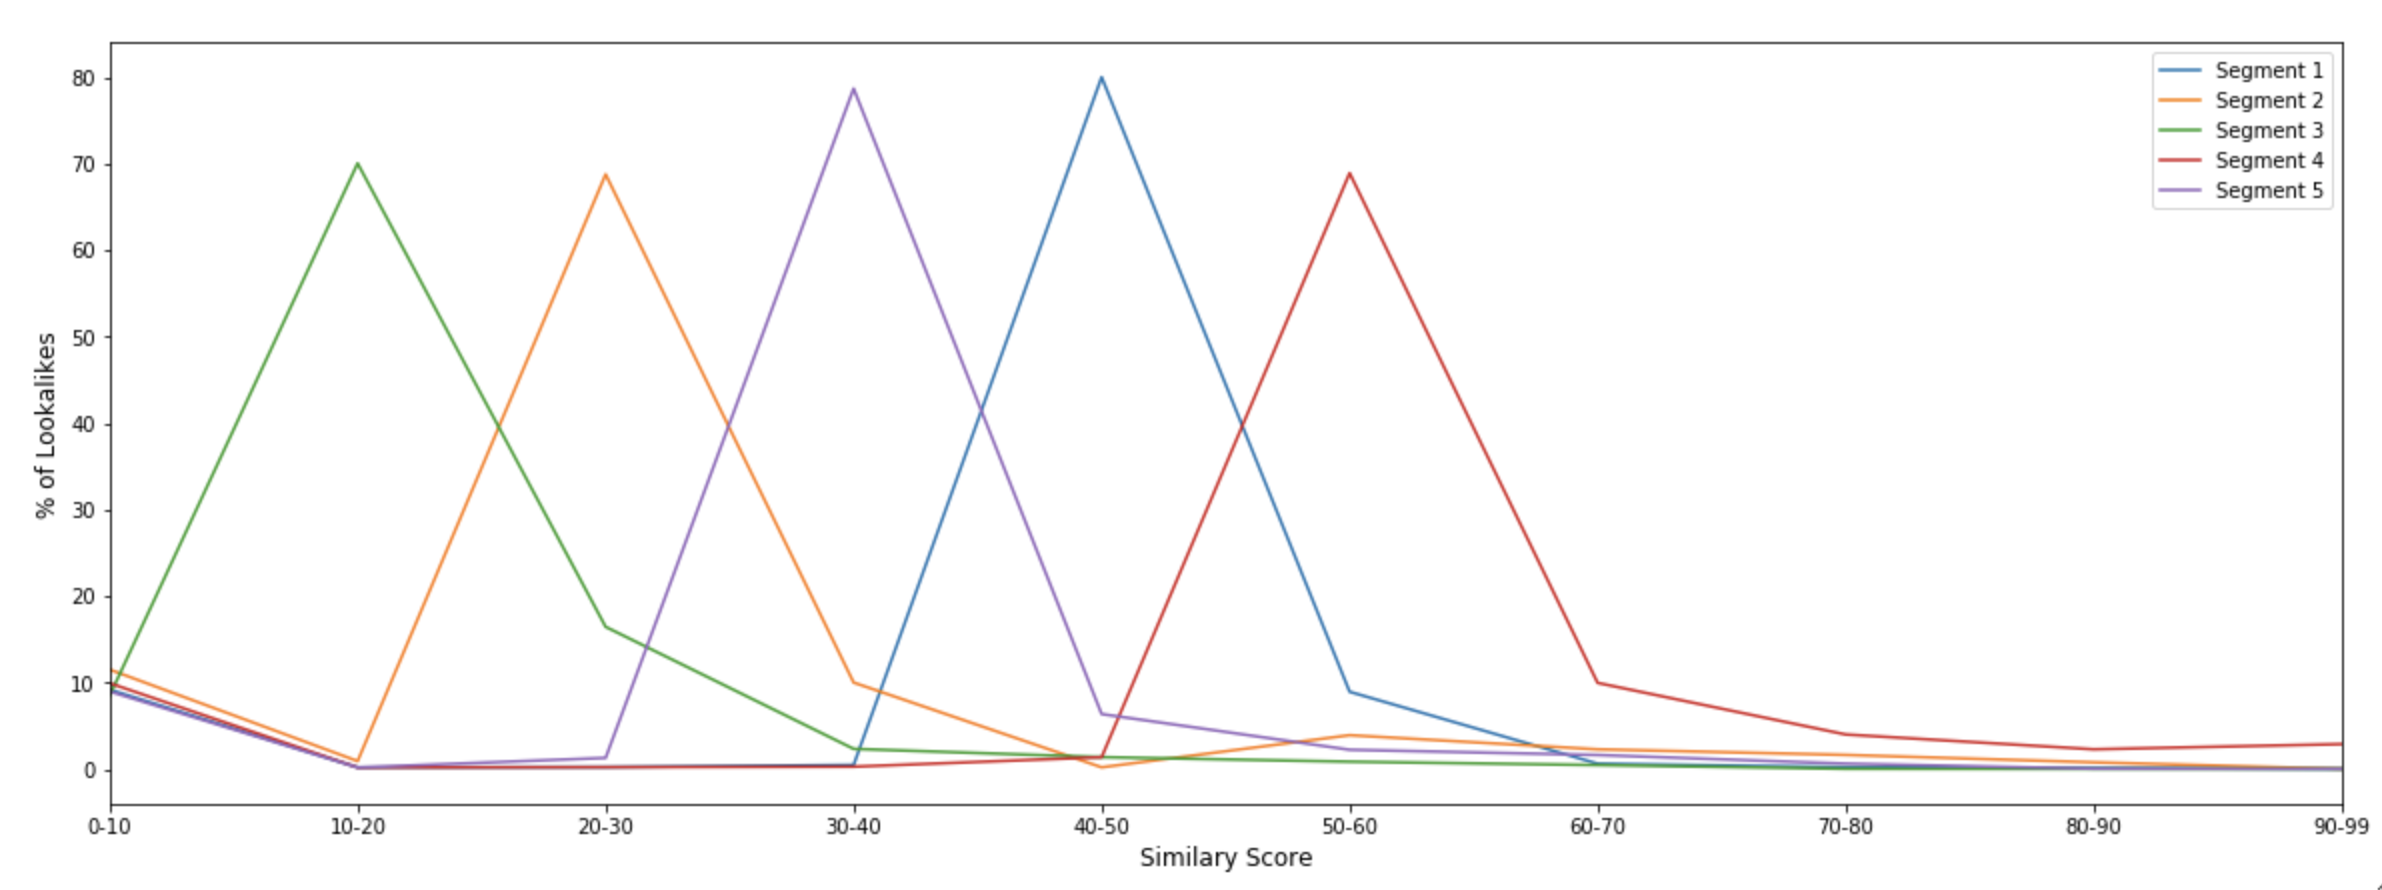 80
70
60
50
40
30
20
10
0
% of Lookalikes
Segment 1
Segment 2
Segment 3
Segment 4
Segment 5
0-10 10-20 20-30 30-40 40-50 50-60 60-70 70-80 80-90 90-99
Similary Score